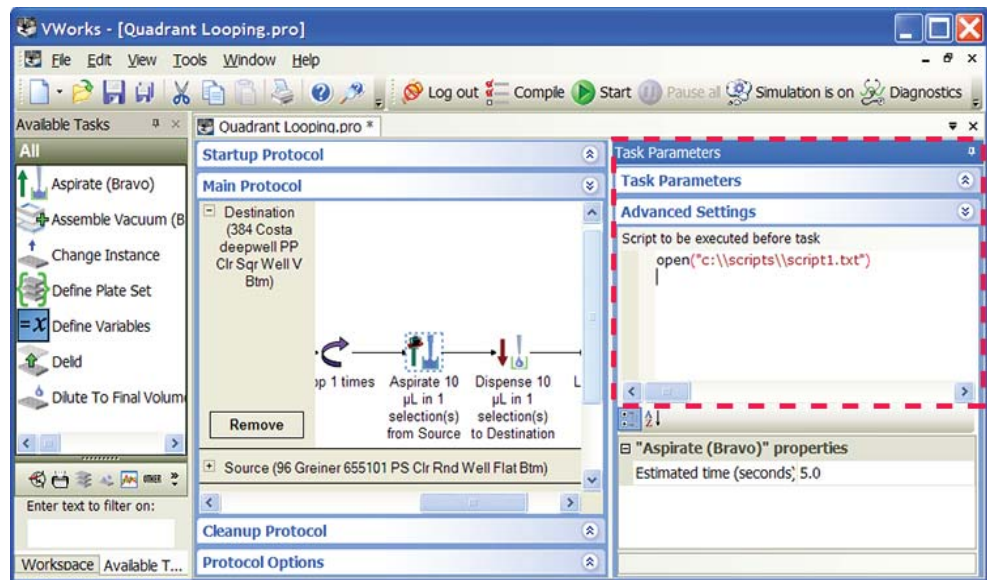 VWorks - [Quadrant Looping.pro]
File Edit View Tools Window Help
Log out Compile Start Pause al Simulation is on Diagnostics
Available Tasks
Quadrant Looping.pro *
All
Aspirate (Bravo)
Assemble Vacuum (B
Change Instance
Define Plate Set
=x Define Variables
Delid
Dilute To Final Volum
OTHER
Enter text to filter on:
Workspace Available T...
Startup Protocol
Main Protocol
Destination
(384 Costa
deepwell PP
Clr Sqr Well V
Btm)
Remove
op 1 times
Aspirate 10
µL in 1
selection(s)
from Source
Dispense 10
µL in 1
selection(s)
to Destination
L
Source (96 Greiner 655101 PS Clr Rnd Well Flat Btm)
Cleanup Protocol
Protocol Options
Task Parameters
Task Parameters
Advanced Settings
Script to be executed before task
open("c:\\scripts\\script1.txt")
"Aspirate (Bravo)" properties
Estimated time (seconds) 5.0